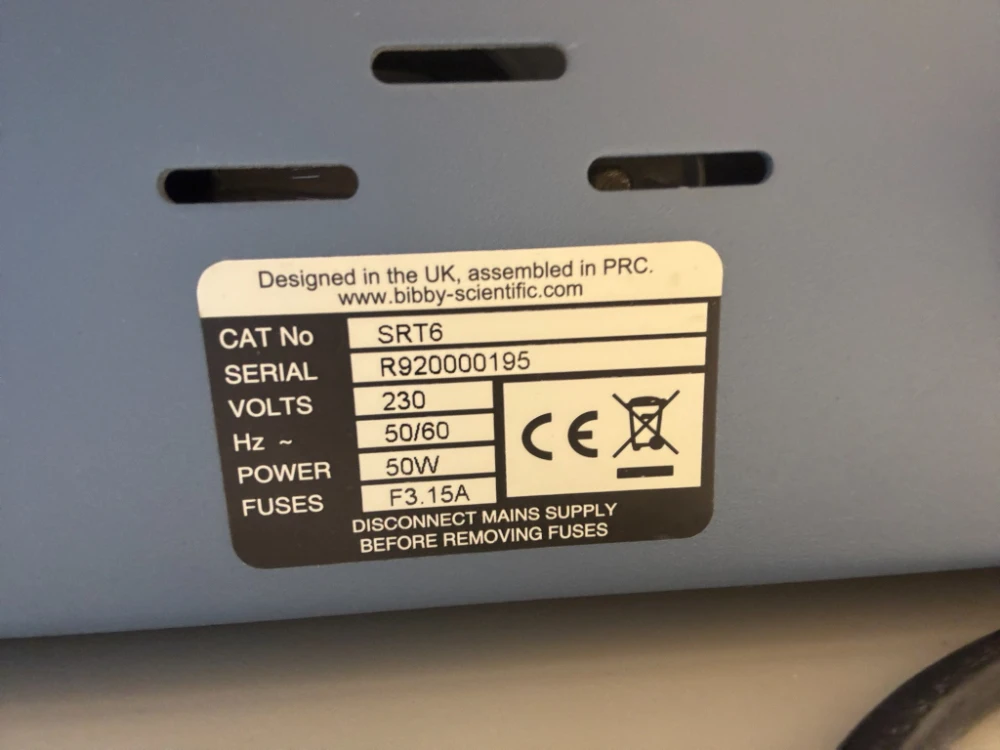 Designed in the UK, assembled in PRC.
www.bibby-scientific.com
CAT No SRT6
SERIAL R920000195
VOLTS 230
Hz ~ 50/60
POWER 50W
FUSES F3.15A
CE
DISCONNECT MAINS SUPPLY
BEFORE REMOVING FUSES